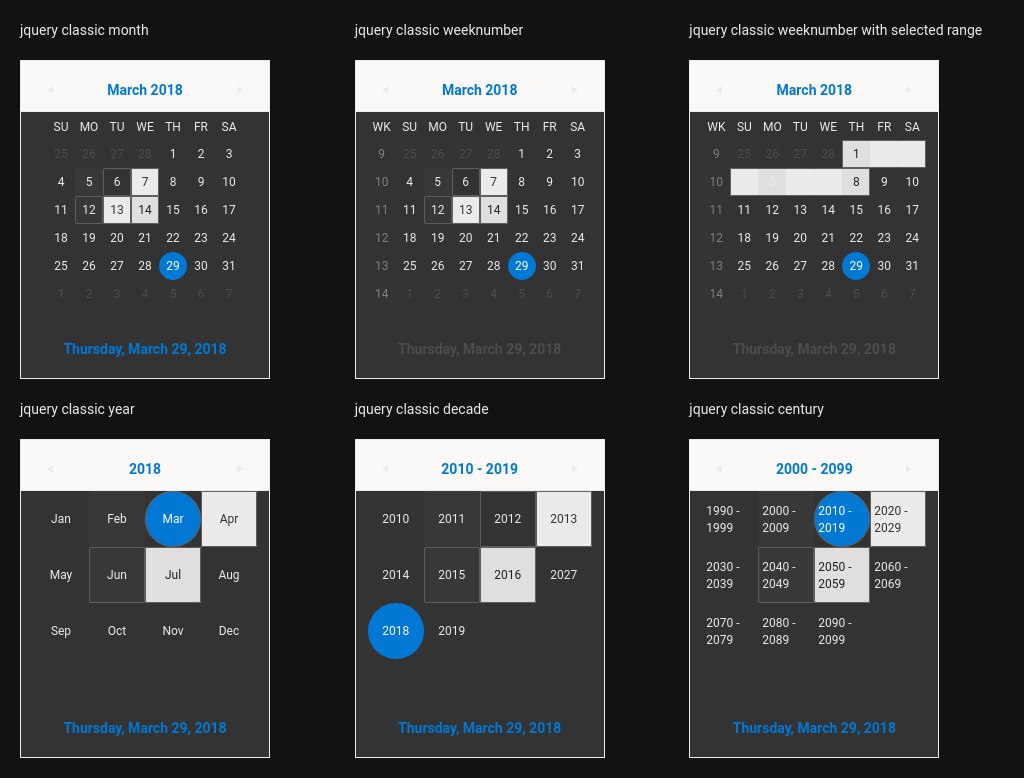 jquery classic month
March 2018
SU MO TU WE TH FR SA
25 26 27 28 1 2 3
4 5 6 7 8 9 10
11 12 13 14 15 16 17
18 19 20 21 22 23 24
25 26 27 28 29 30 31
1 2 3 4 5 6 7
Thursday, March 29, 2018
jquery classic weeknumber
March 2018
WK SU MO TU WE TH FR SA
9 25 26 27 28 1 2 3
10 4 5 6 7 8 9 10
11 11 12 13 14 15 16 17
12 18 19 20 21 22 23 24
13 25 26 27 28 29 30 31
14 1 2 3 4 5 6 7
Thursday, March 29, 2018
jquery classic weeknumber with selected range
March 2018
WK SU MO TU WE TH FR SA
9 25 26 27 28 1
10 5 8 9 10
11 11 12 13 14 15 16 17
12 18 19 20 21 22 23 24
13 25 26 27 28 29 30 31
14 1 2 3 4 5 6 7
Thursday, March 29, 2018
jquery classic year
2018
Jan Feb Mar Apr
May Jun Jul Aug
Sep Oct Nov Dec
Thursday, March 29, 2018
jquery classic decade
2010 - 2019
2010 2011 2012 2013
2014 2015 2016 2027
2018 2019
Thursday, March 29, 2018
jquery classic century
2000 - 2099
1990 - 2000 - 2010 - 2020 -
1999 2009 2019 2029
2030 - 2040 - 2050 - 2060 -
2039 2049 2059 2069
2070 - 2080 - 2090 -
2079 2089 2099
Thursday, March 29, 2018